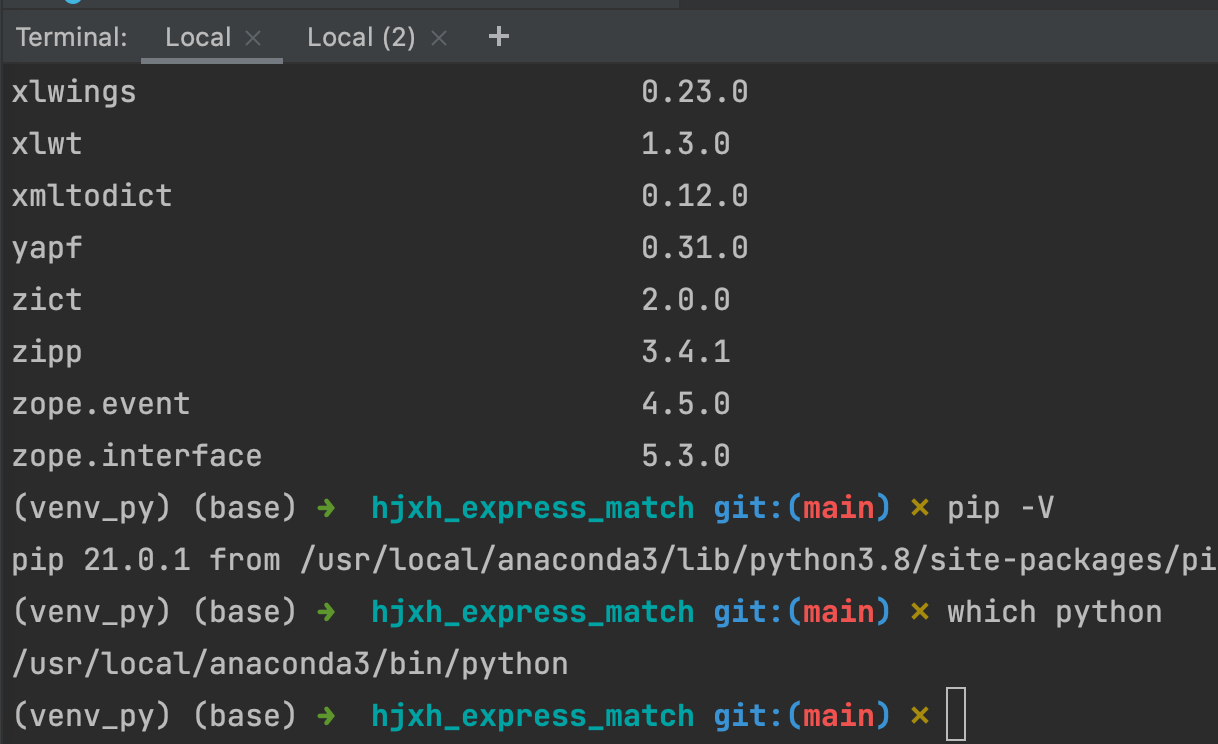 Terminal: Local × Local (2) × +
xlwings 0.23.0
xlwt 1.3.0
xmltodict 0.12.0
yapf 0.31.0
zict 2.0.0
zipp 3.4.1
zope.event 4.5.0
zope.interface 5.3.0
(venv_py) (base) ➜ hjxh_express_match git:(main) ✗ pip -V
pip 21.0.1 from /usr/local/anaconda3/lib/python3.8/site-packages/pi
(venv_py) (base) ➜ hjxh_express_match git:(main) ✗ which python
/usr/local/anaconda3/bin/python
(venv_py) (base) ➜ hjxh_express_match git:(main) ✗